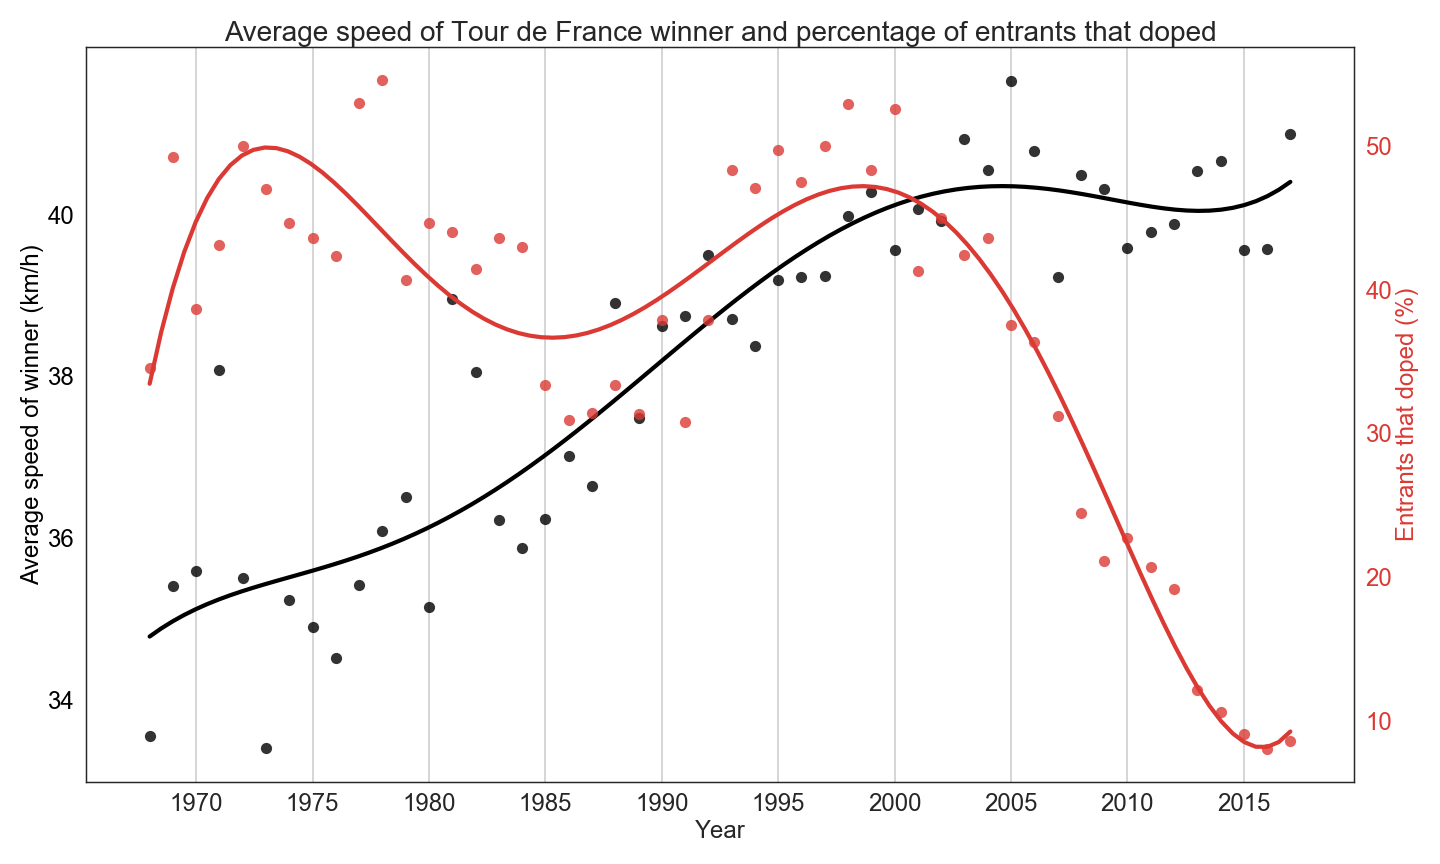 Average speed of Tour de France winner and percentage of entrants that doped
Average speed of winner (km/h)
40
38
36
34
50
40
30
20
10
Entrants that doped (%)
1970 1975 1980 1985 1990 1995 2000 2005 2010 2015
Year